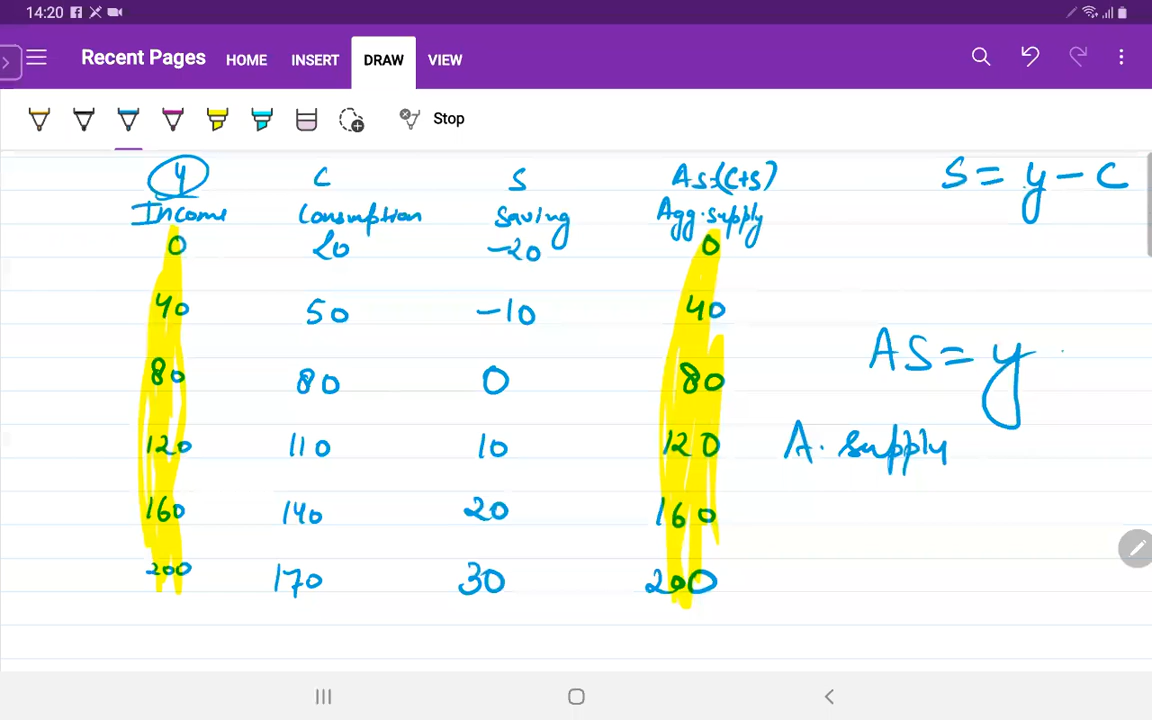 14:20
Recent Pages HOME INSERT DRAW VIEW
Stop
y C S AS=(C+S) S = y - C
Income Consumption Saving Agg. supply
0 20 -20 0
40 50 -10 40
80 80 0 80
AS = y
120 110 10 120
A. supply
160 140 20 160
200 170 30 200